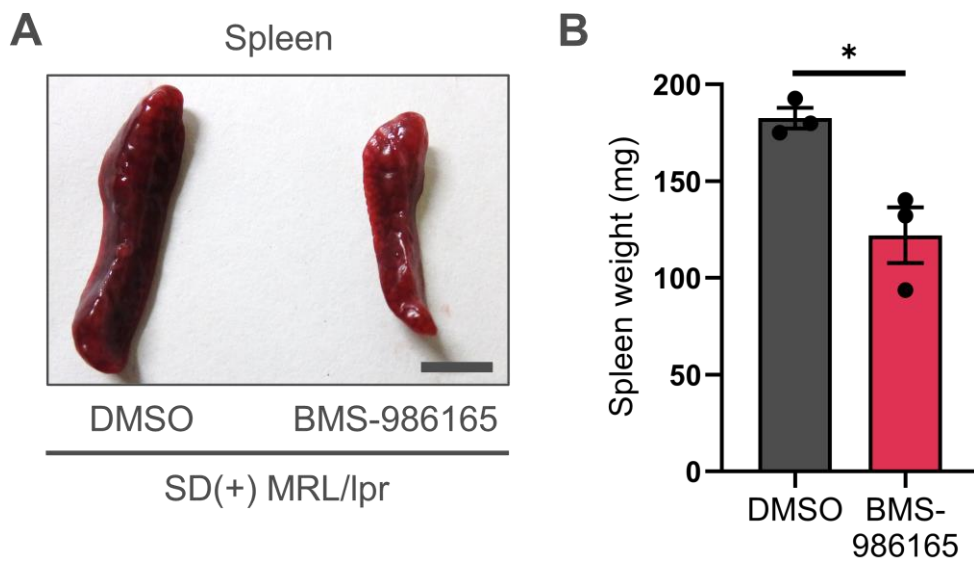 A
Spleen
DMSO
BMS-986165
SD(+) MRL/lpr
B
*
Spleen weight (mg)
200
150
100
50
0
DMSO
BMS-
986165